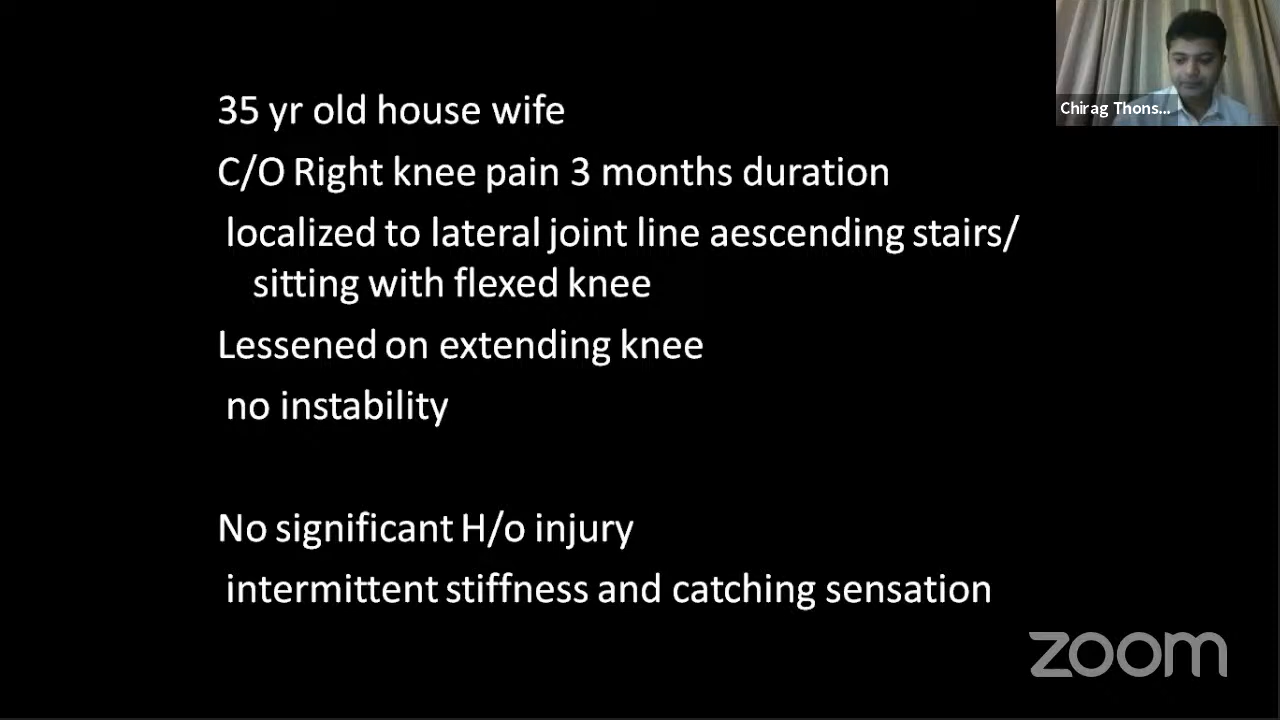 35 yr old house wife
C/O Right knee pain 3 months duration
localized to lateral joint line aescending stairs/
sitting with flexed knee
Lessened on extending knee
no instability
No significant H/o injury
intermittent stiffness and catching sensation
Chirag Thons...
zoom